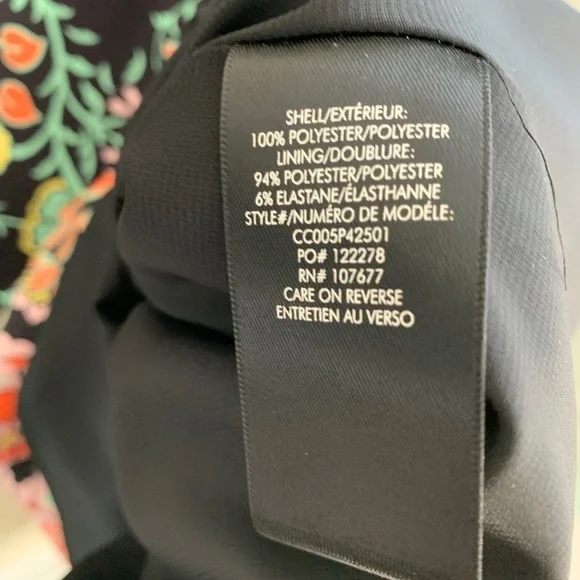 SHELL/EXTÉRIEUR:
100% POLYESTER/POLYESTER
LINING/DOUBLURE:
94% POLYESTER/POLYESTER
6% ELASTANE/ÉLASTHANNE
STYLE#/NUMÉRO DE MODÉLE:
CC005P42501
PO# 122278
RN# 107677
CARE ON REVERSE
ENTRETIEN AU VERSO